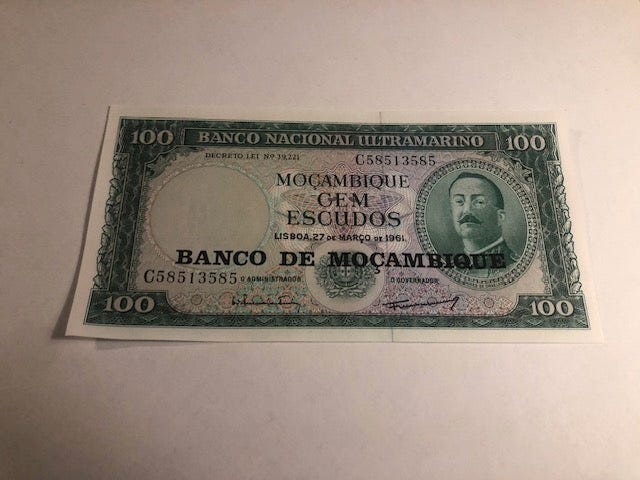 100 BANCO NACIONAL ULTRAMARINO 100
DECRETO LEI Nº 39.221 C58513585
MOÇAMBIQUE
CEM
ESCUDOS
LISBOA, 27 DE MARÇO DE 1961
BANCO DE MOÇAMBIQUE
C58513585 O ADMINISTRADOR O GOVERNADOR
100 100